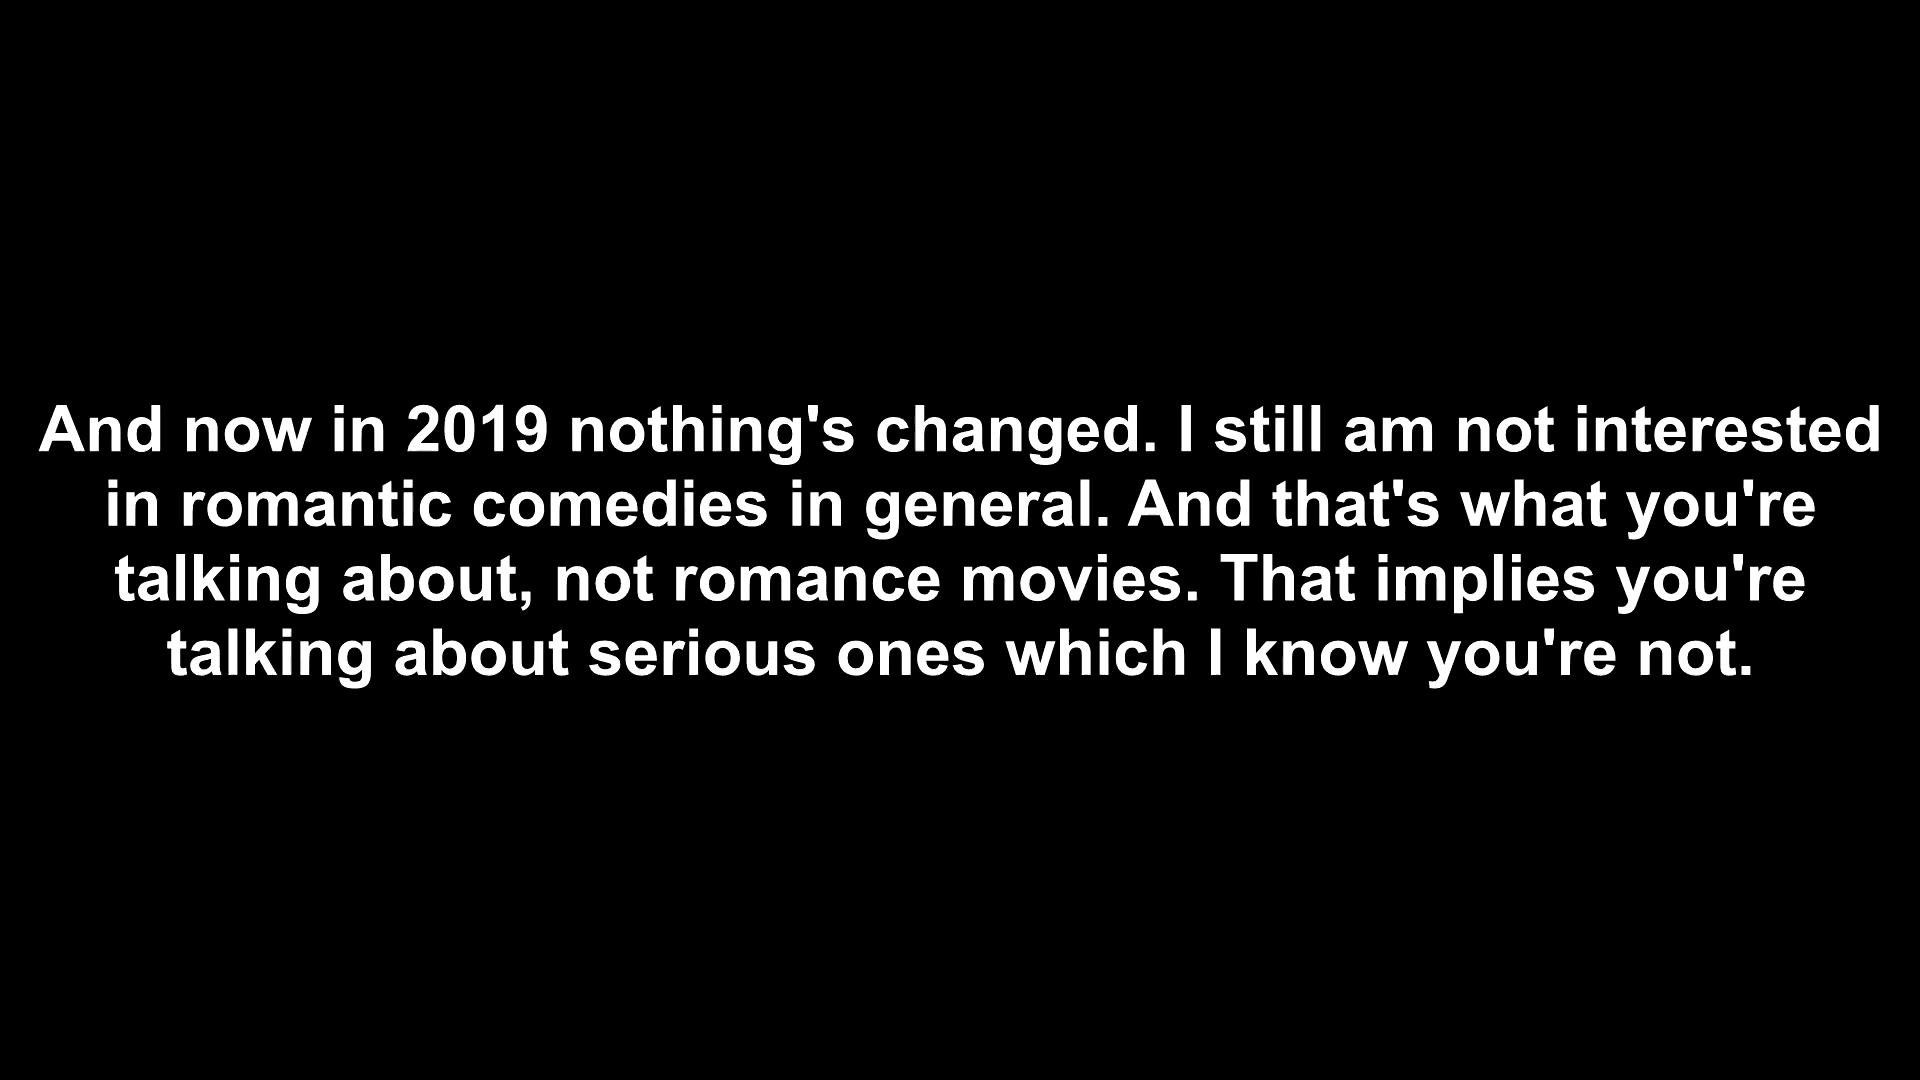 And now in 2019 nothing's changed. I still am not interested
in romantic comedies in general. And that's what you're
talking about, not romance movies. That implies you're
talking about serious ones which I know you're not.